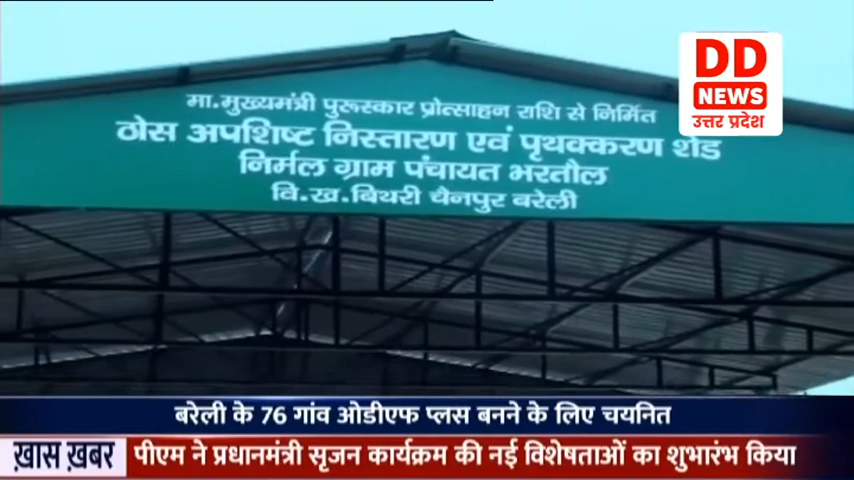 मा.मुख्यमंत्री पुरूस्कार प्रोत्साहन राशि से निर्मित
ठोस अपशिष्ट निस्तारण एवं पृथक्करण शेड
निर्मल ग्राम पंचायत भरतौल
वि.ख.बिथरी चैनपुर बरेली
DD
NEWS
उत्तर प्रदेश
बरेली के 76 गांव ओडीएफ प्लस बनने के लिए चयनित
ख़ास ख़बर
पीएम ने प्रधानमंत्री सृजन कार्यक्रम की नई विशेषताओं का शुभारंभ किया